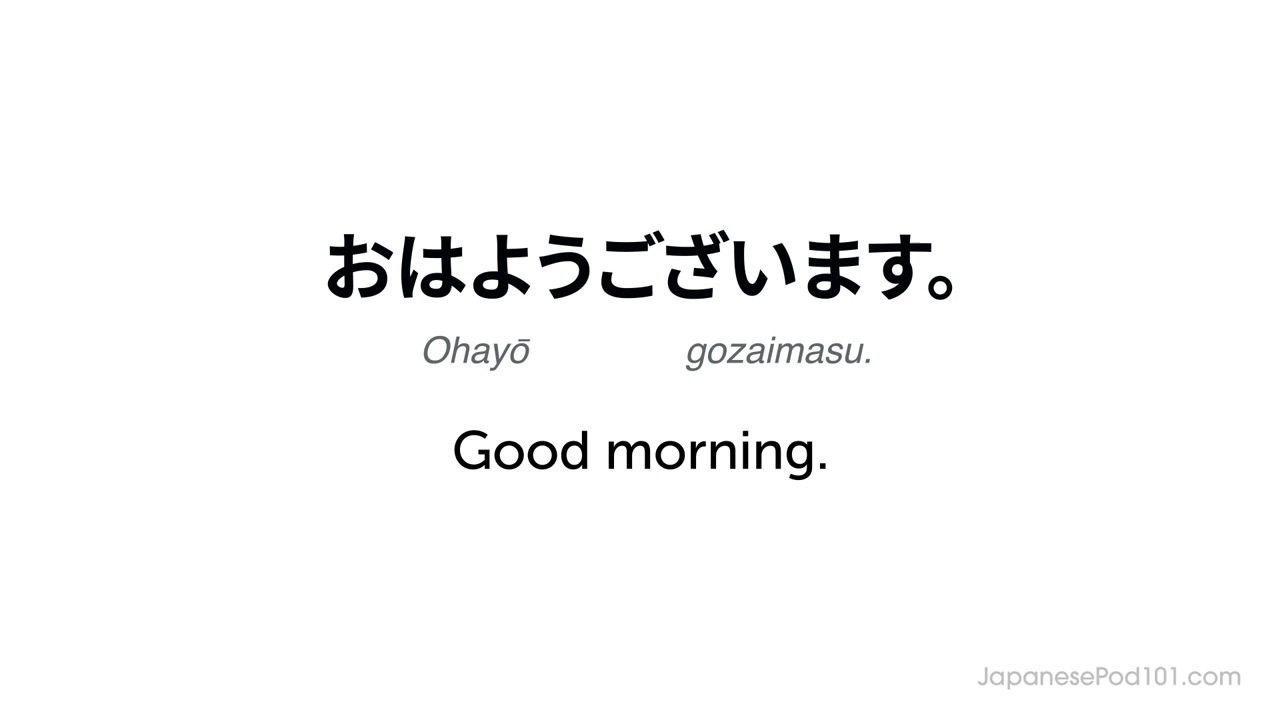 おはようございます。
Ohayō gozaimasu.
Good morning.
JapanesePod101.com